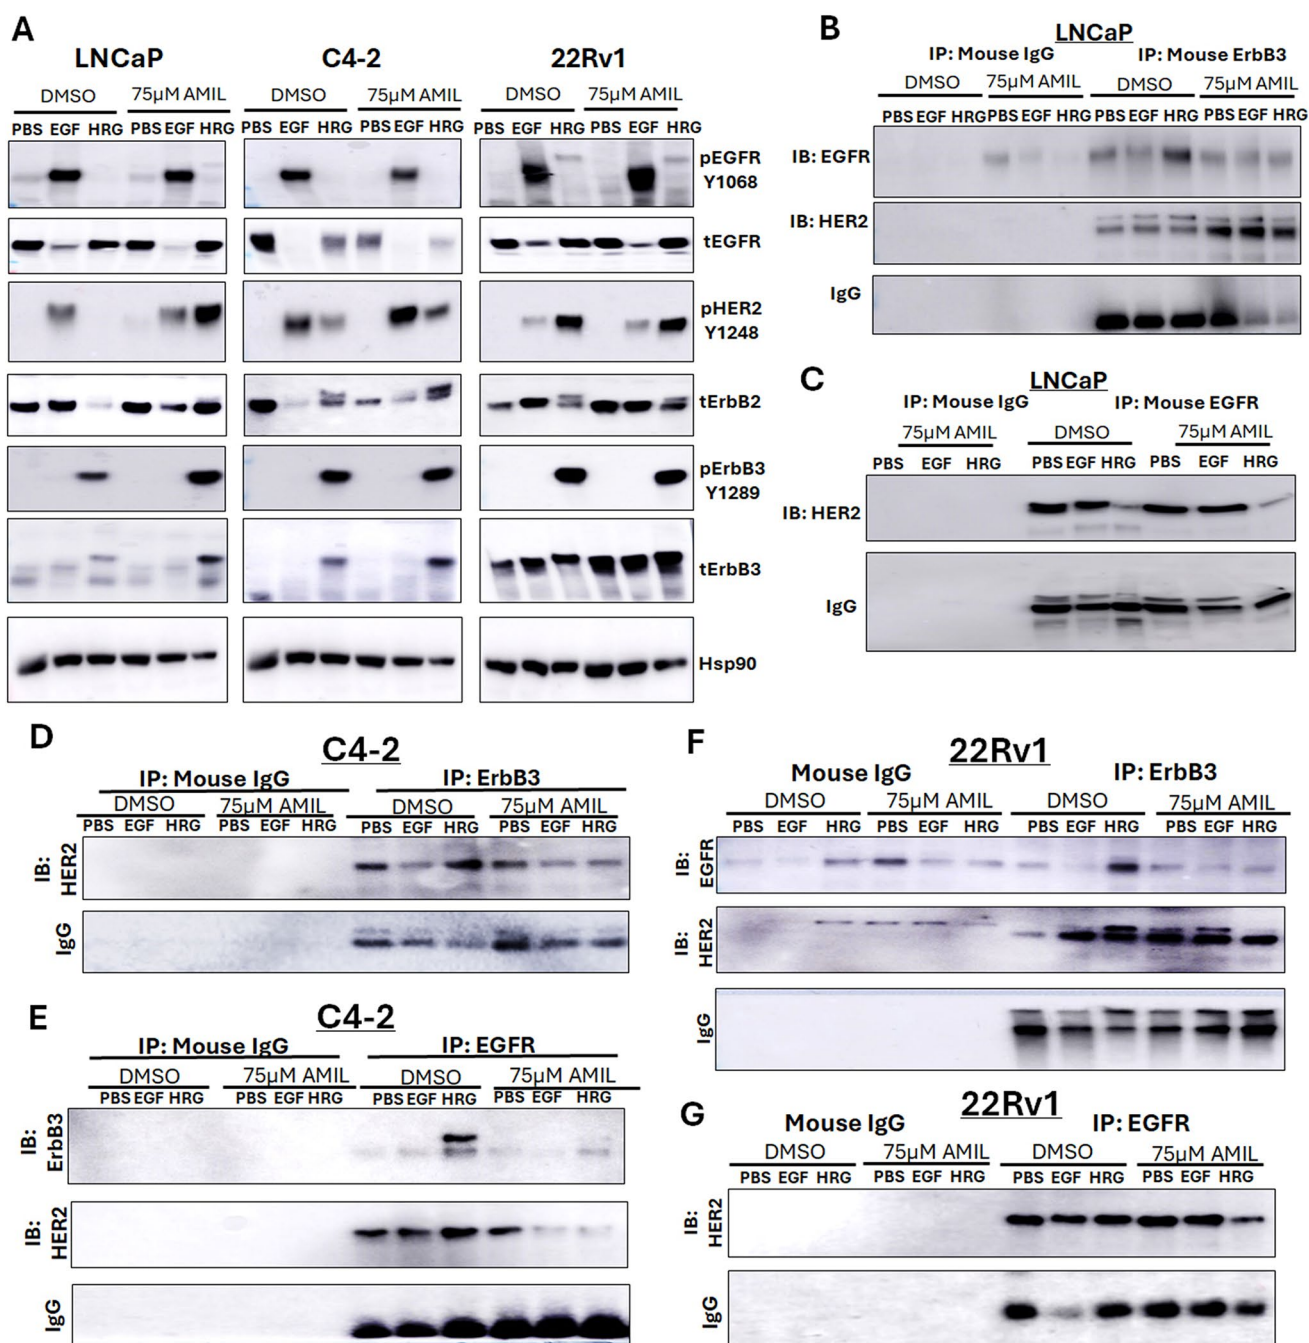 A
LNCaP C4-2 22Rv1
DMSO 75µM AMIL DMSO 75µM AMIL DMSO 75µM AMIL
PBS EGF HRG PBS EGF HRG PBS EGF HRG PBS EGF HRG PBS EGF HRG PBS EGF HRG
pEGFR
Y1068
tEGFR
pHER2
Y1248
tErbB2
pErbB3
Y1289
tErbB3
Hsp90
B
LNCaP
IP: Mouse IgG IP: Mouse ErbB3
DMSO 75µM AMIL DMSO 75µM AMIL
PBS EGF HRG PBS EGF HRG PBS EGF HRG PBS EGF HRG
IB: EGFR
IB: HER2
IgG
C
LNCaP
IP: Mouse IgG IP: Mouse EGFR
75µM AMIL DMSO 75µM AMIL
PBS EGF HRG PBS EGF HRG PBS EGF HRG
IB: HER2
IgG
D
C4-2
IP: Mouse IgG IP: ErbB3
DMSO 75µM AMIL DMSO 75µM AMIL
PBS EGF HRG PBS EGF HRG PBS EGF HRG PBS EGF HRG
IB:
HER2
IgG
E
C4-2
IP: Mouse IgG IP: EGFR
DMSO 75µM AMIL DMSO 75µM AMIL
PBS EGF HRG PBS EGF HRG PBS EGF HRG PBS EGF HRG
IB:
ErbB3
IB:
HER2
IgG
F
22Rv1
Mouse IgG IP: ErbB3
DMSO 75µM AMIL DMSO 75µM AMIL
PBS EGF HRG PBS EGF HRG PBS EGF HRG PBS EGF HRG
IB:
EGFR
IB:
HER2
IgG
G
22Rv1
Mouse IgG IP: EGFR
DMSO 75µM AMIL DMSO 75µM AMIL
PBS EGF HRG PBS EGF HRG PBS EGF HRG PBS EGF HRG
IB:
HER2
IgG